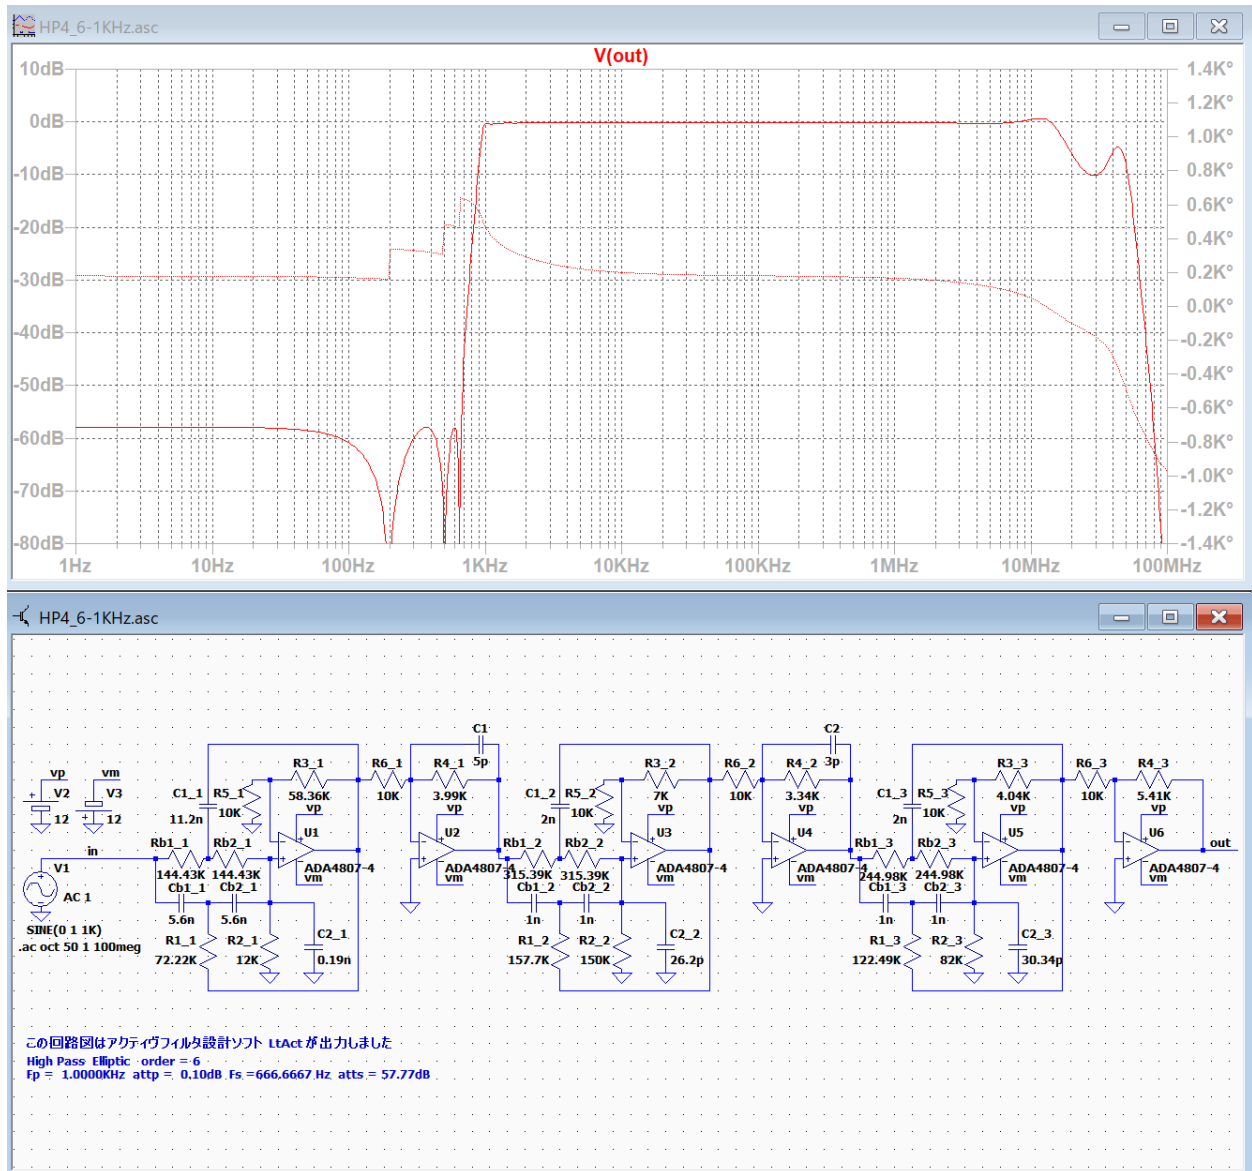 HP4_6-1KHz.asc
V(out)
10dB
0dB
-10dB
-20dB
-30dB
-40dB
-50dB
-60dB
-70dB
-80dB
1.4K°
1.2K°
1.0K°
0.8K°
0.6K°
0.4K°
0.2K°
0.0K°
-0.2K°
-0.4K°
-0.6K°
-0.8K°
-1.0K°
-1.2K°
-1.4K°
1Hz 10Hz 100Hz 1KHz 10KHz 100KHz 1MHz 10MHz 100MHz
HP4_6-1KHz.asc
vp
V2
12
vm
V3
12
in
V1
AC 1
SINE(0 1 1K)
.ac oct 50 1 100meg
C1_1
11.2n
R5_1
10K
R3_1
58.36K
vp
U1
ADA4807-4
vm
Rb1_1
144.43K
Rb2_1
144.43K
Cb1_1
5.6n
Cb2_1
5.6n
R1_1
72.22K
R2_1
12K
C2_1
0.19n
R6_1
10K
C1
5p
R4_1
3.99K
vp
U2
ADA4807-4
vm
C1_2
2n
R5_2
10K
R3_2
7K
vp
U3
ADA4807-4
vm
Rb1_2
315.39K
Rb2_2
315.39K
Cb1_2
1n
Cb2_2
1n
R1_2
157.7K
R2_2
150K
C2_2
26.2p
R6_2
10K
C2
3p
R4_2
3.34K
vp
U4
ADA4807-4
vm
C1_3
2n
R5_3
10K
R3_3
4.04K
vp
U5
ADA4807-4
vm
Rb1_3
244.98K
Rb2_3
244.98K
Cb1_3
1n
Cb2_3
1n
R1_3
122.49K
R2_3
82K
C2_3
30.34p
R6_3
10K
R4_3
5.41K
vp
U6
ADA4807-4
vm
out
この回路図はアクティヴフィルタ設計ソフト LtAct が出力しました
High Pass Elliptic order = 6
Fp = 1.0000KHz attp = 0.10dB Fs =666.6667 Hz atts = 57.77dB